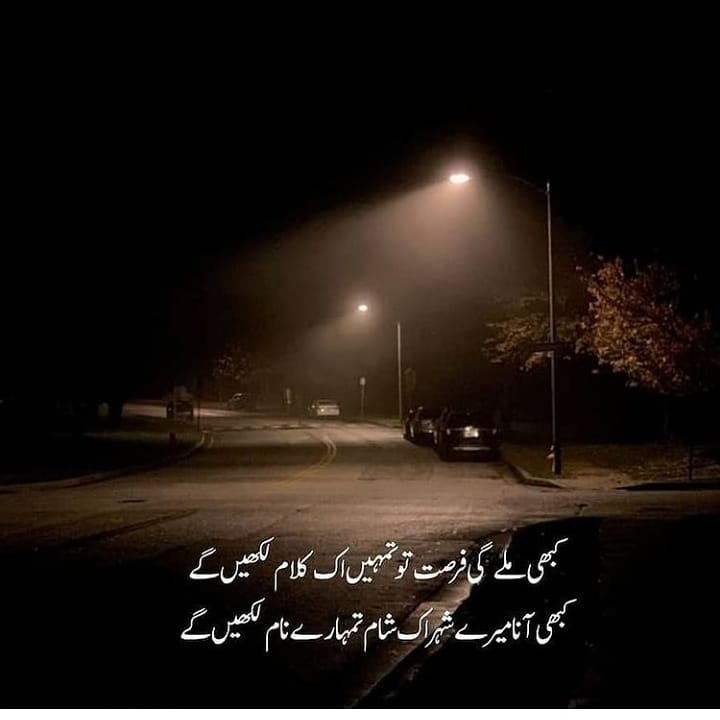 کبھی ملے گی فرصت تو تمہیں اک کلام لکھیں گے
کبھی آنا میرے شہر اک شام تمہارے نام لکھیں گے